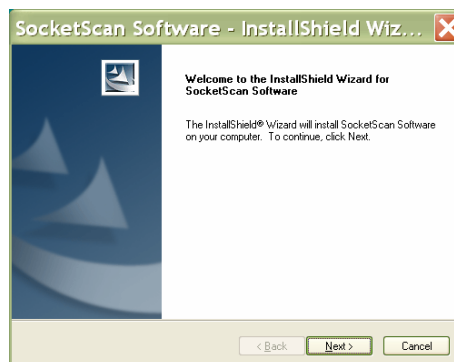 SocketScan Software - InstallShield Wiz...
Welcome to the InstallShield Wizard for
SocketScan Software
The InstallShield® Wizard will install SocketScan Software
on your computer. To continue, click Next.
< Back
Next >
Cancel